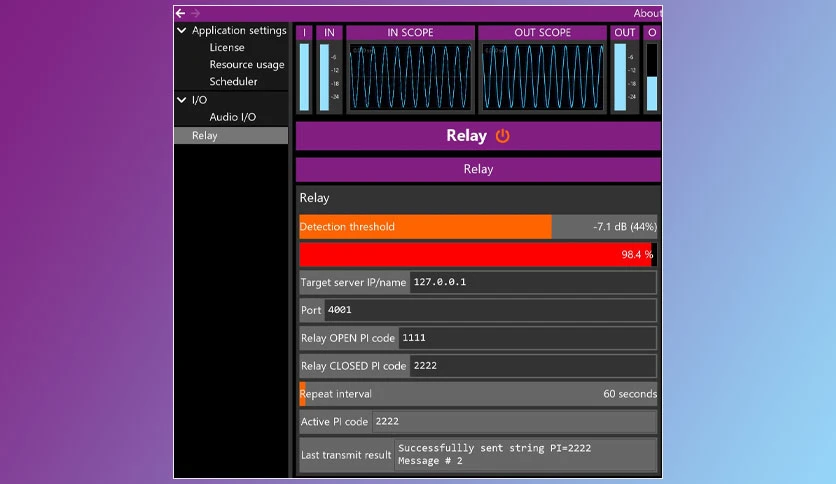 About
Application settings
License
Resource usage
Scheduler
I/O
Audio I/O
Relay
I
IN
IN SCOPE
OUT SCOPE
OUT
O
-6
-12
-18
-24
-6
-12
-18
-24
Relay
Relay
Relay
Detection threshold -7.1 dB (44%)
98.4 %
Target server IP/name 127.0.0.1
Port 4001
Relay OPEN PI code 1111
Relay CLOSED PI code 2222
Repeat interval 60 seconds
Active PI code 2222
Last transmit result Successfullly sent string PI=2222
Message # 2